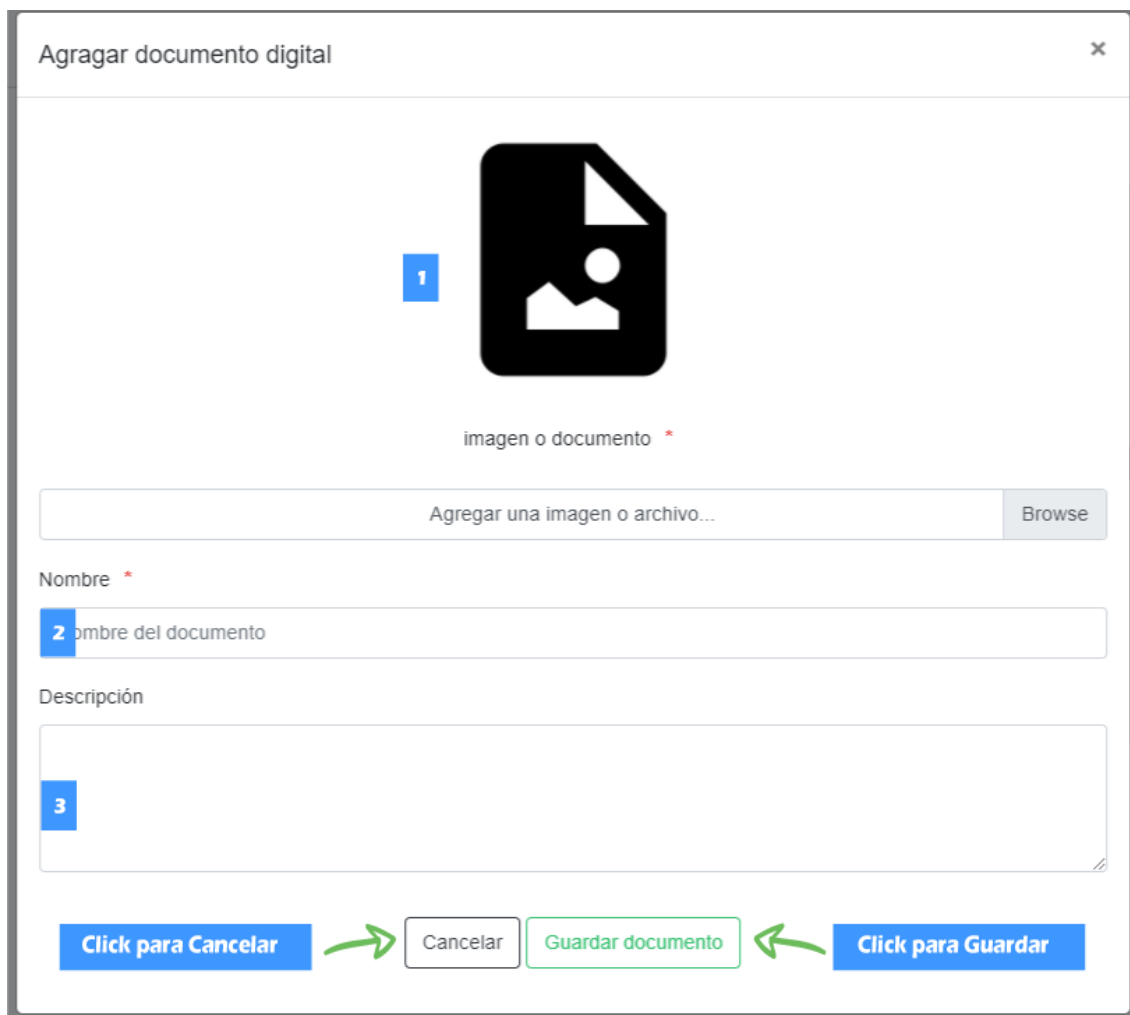 Agragar documento digital ×
1
imagen o documento *
Agregar una imagen o archivo... Browse
Nombre *
2 ombre del documento
Descripción
3
Click para Cancelar Cancelar Guardar documento Click para Guardar